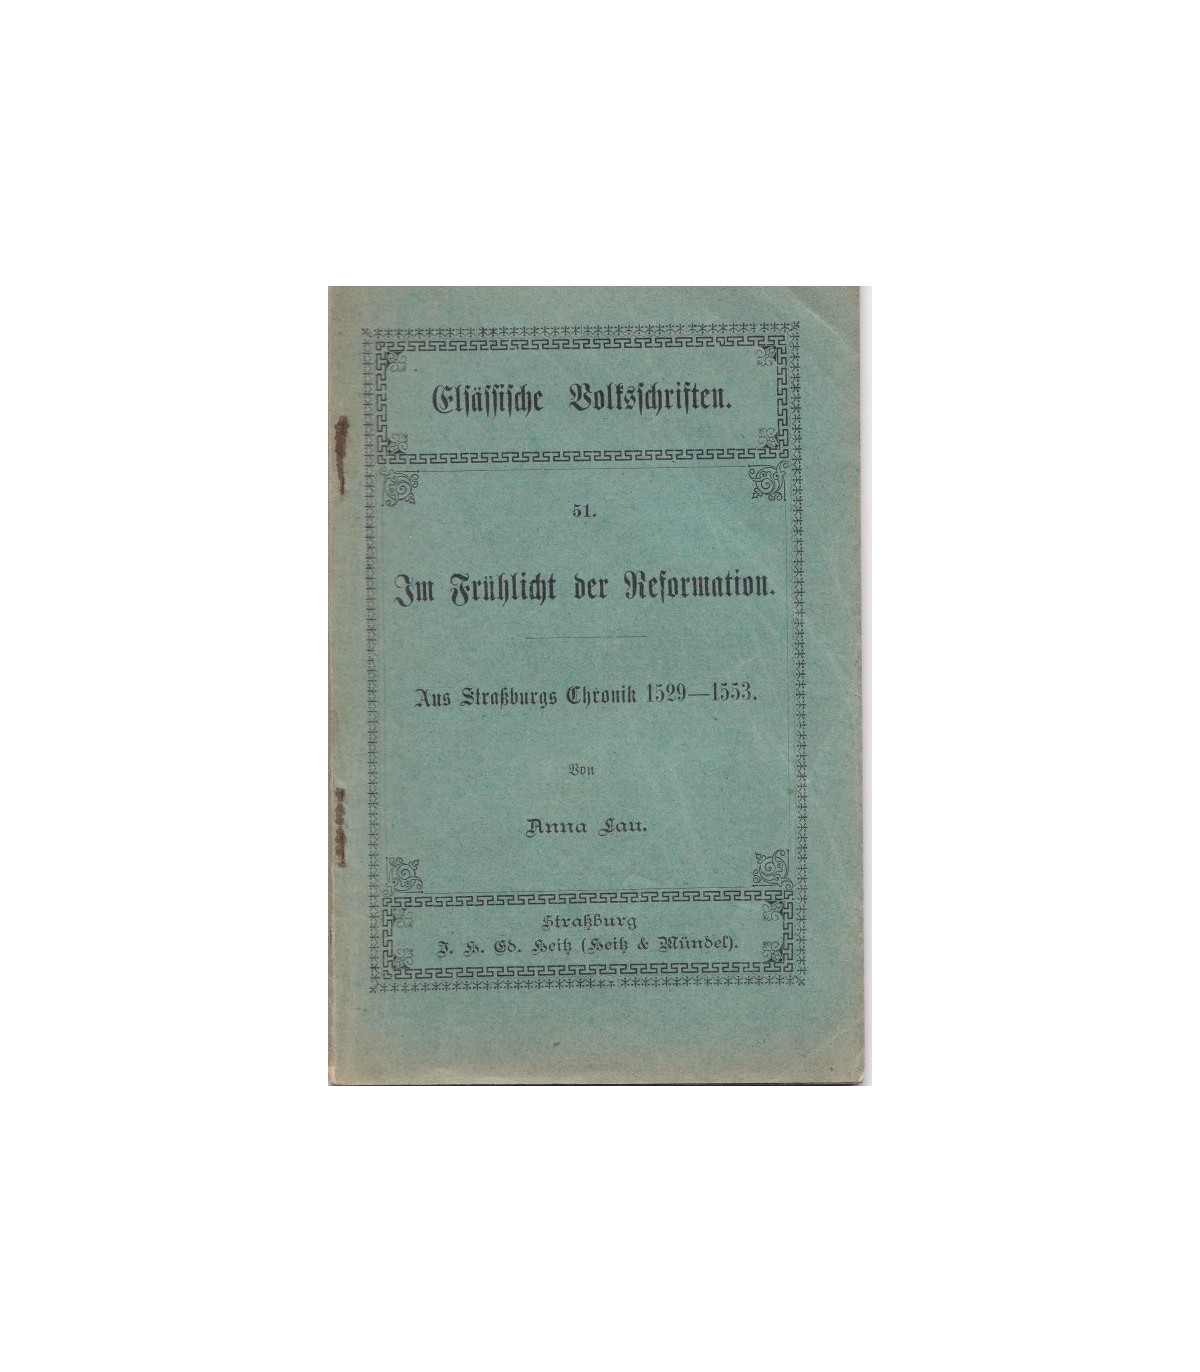 Elsässische Volksschriften.
51.
Im Frühlicht der Reformation.
Aus Straßburgs Chronik 1529—1553.
Von
Anna Lau.
Straßburg
J. H. Ed. Heitz (Heitz & Mündel).